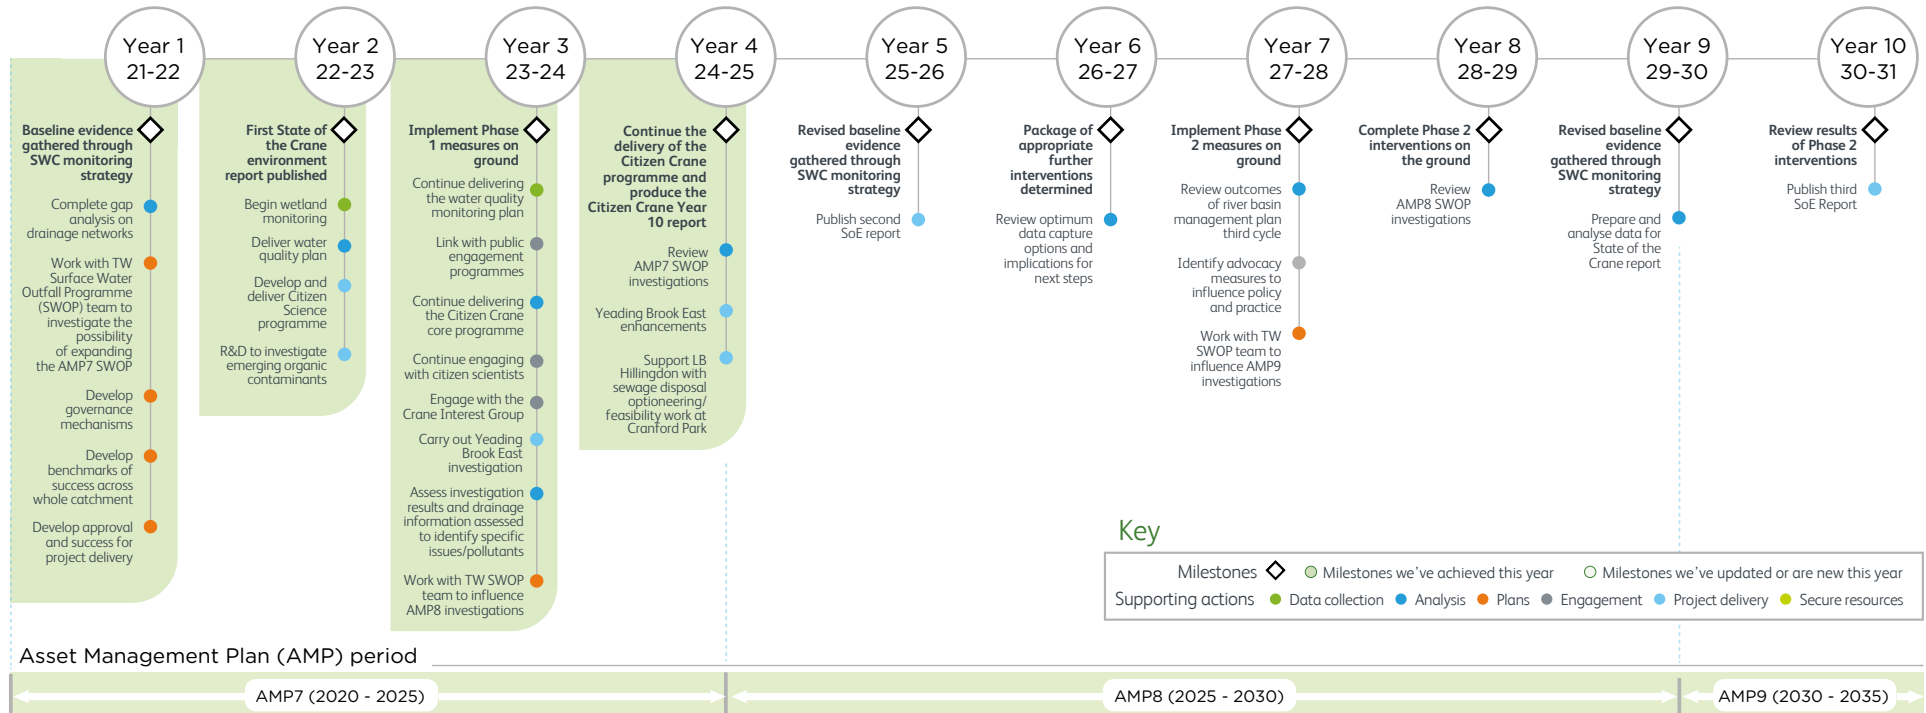 Year 1
21-22
Year 2
22-23
Year 3
23-24
Year 4
24-25
Year 5
25-26
Year 6
26-27
Year 7
27-28
Year 8
28-29
Year 9
29-30
Year 10
30-31
Baseline evidence
gathered through
SWC monitoring
strategy
Complete gap
analysis on
drainage networks
Work with TW
Surface Water
Outfall Programme
(SWOP) team to
investigate the
possibility
of expanding
the AMP7 SWOP
Develop
governance
mechanisms
Develop
benchmarks of
success across
whole catchment
Develop approval
and success for
project delivery
First State of
the Crane
environment
report published
Begin wetland
monitoring
Deliver water
quality plan
Develop and
deliver Citizen
Science
programme
R&D to investigate
emerging organic
contaminants
Implement Phase
1 measures on
ground
Continue delivering
the water quality
monitoring plan
Link with public
engagement
programmes
Continue delivering
the Citizen Crane
core programme
Continue engaging
with citizen scientists
Engage with the
Crane Interest Group
Carry out Yeading
Brook East
investigation
Assess investigation
results and drainage
information assessed
to identify specific
issues/pollutants
Work with TW SWOP
team to influence
AMP8 investigations
Continue the
delivery of the
Citizen Crane
programme and
produce the
Citizen Crane Year
10 report
Review
AMP7 SWOP
investigations
Yeading Brook East
enhancements
Support LB
Hillingdon with
sewage disposal
optioneering/
feasibility work at
Cranford Park
Revised baseline
evidence
gathered through
SWC monitoring
strategy
Publish second
SoE report
Package of
appropriate
further
interventions
determined
Review optimum
data capture
options and
implications for
next steps
Implement Phase
2 measures on
ground
Review outcomes
of river basin
management plan
third cycle
Identify advocacy
measures to
influence policy
and practice
Work with TW
SWOP team to
influence AMP9
investigations
Complete Phase 2
interventions on
the ground
Review
AMP8 SWOP
investigations
Revised baseline
evidence
gathered through
SWC monitoring
strategy
Prepare and
analyse data for
State of the
Crane report
Review results
of Phase 2
interventions
Publish third
SoE Report
Key
Milestones Milestones we've achieved this year Milestones we've updated or are new this year
Supporting actions Data collection Analysis Plans Engagement Project delivery Secure resources
Asset Management Plan (AMP) period
AMP7 (2020 - 2025)
AMP8 (2025 - 2030)
AMP9 (2030 - 2035)